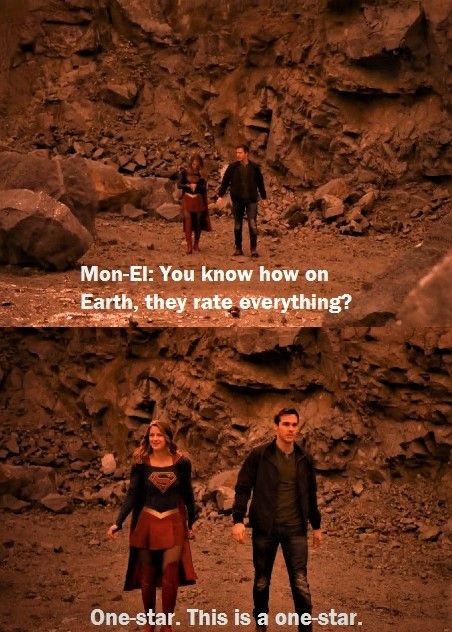 Mon-El: You know how on
Earth, they rate everything?
One-star. This is a one-star.